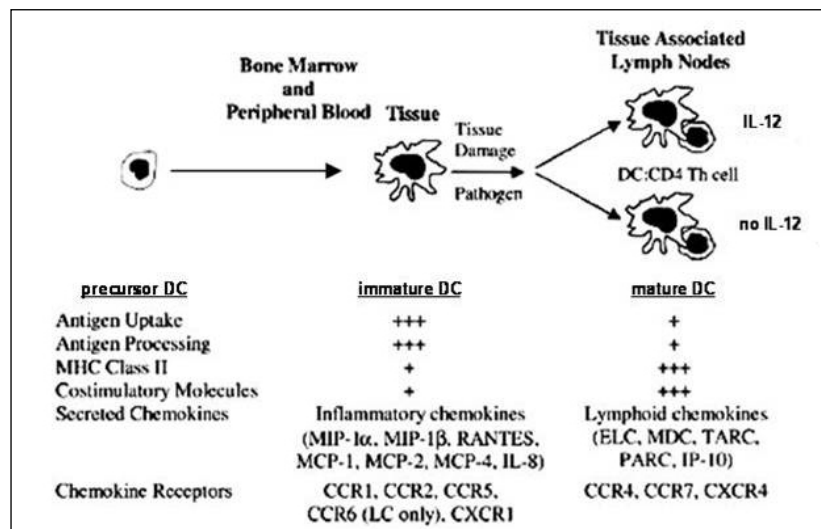 Bone Marrow
and
Peripheral Blood
Tissue
Tissue
Damage
Pathogen
Tissue Associated
Lymph Nodes
IL-12
DC:CD4 Th cell
no IL-12
precursor DC immature DC mature DC
Antigen Uptake +++ +
Antigen Processing +++ +
MHC Class II + +++
Costimulatory Molecules + +++
Secreted Chemokines Inflammatory chemokines Lymphoid chemokines
(MIP-1α, MIP-1β, RANTES, (ELC, MDC, TARC,
MCP-1, MCP-2, MCP-4, IL-8) PARC, IP-10)
Chemokine Receptors CCR1, CCR2, CCR5, CCR4, CCR7, CXCR4
CCR6 (LC only), CXCR1